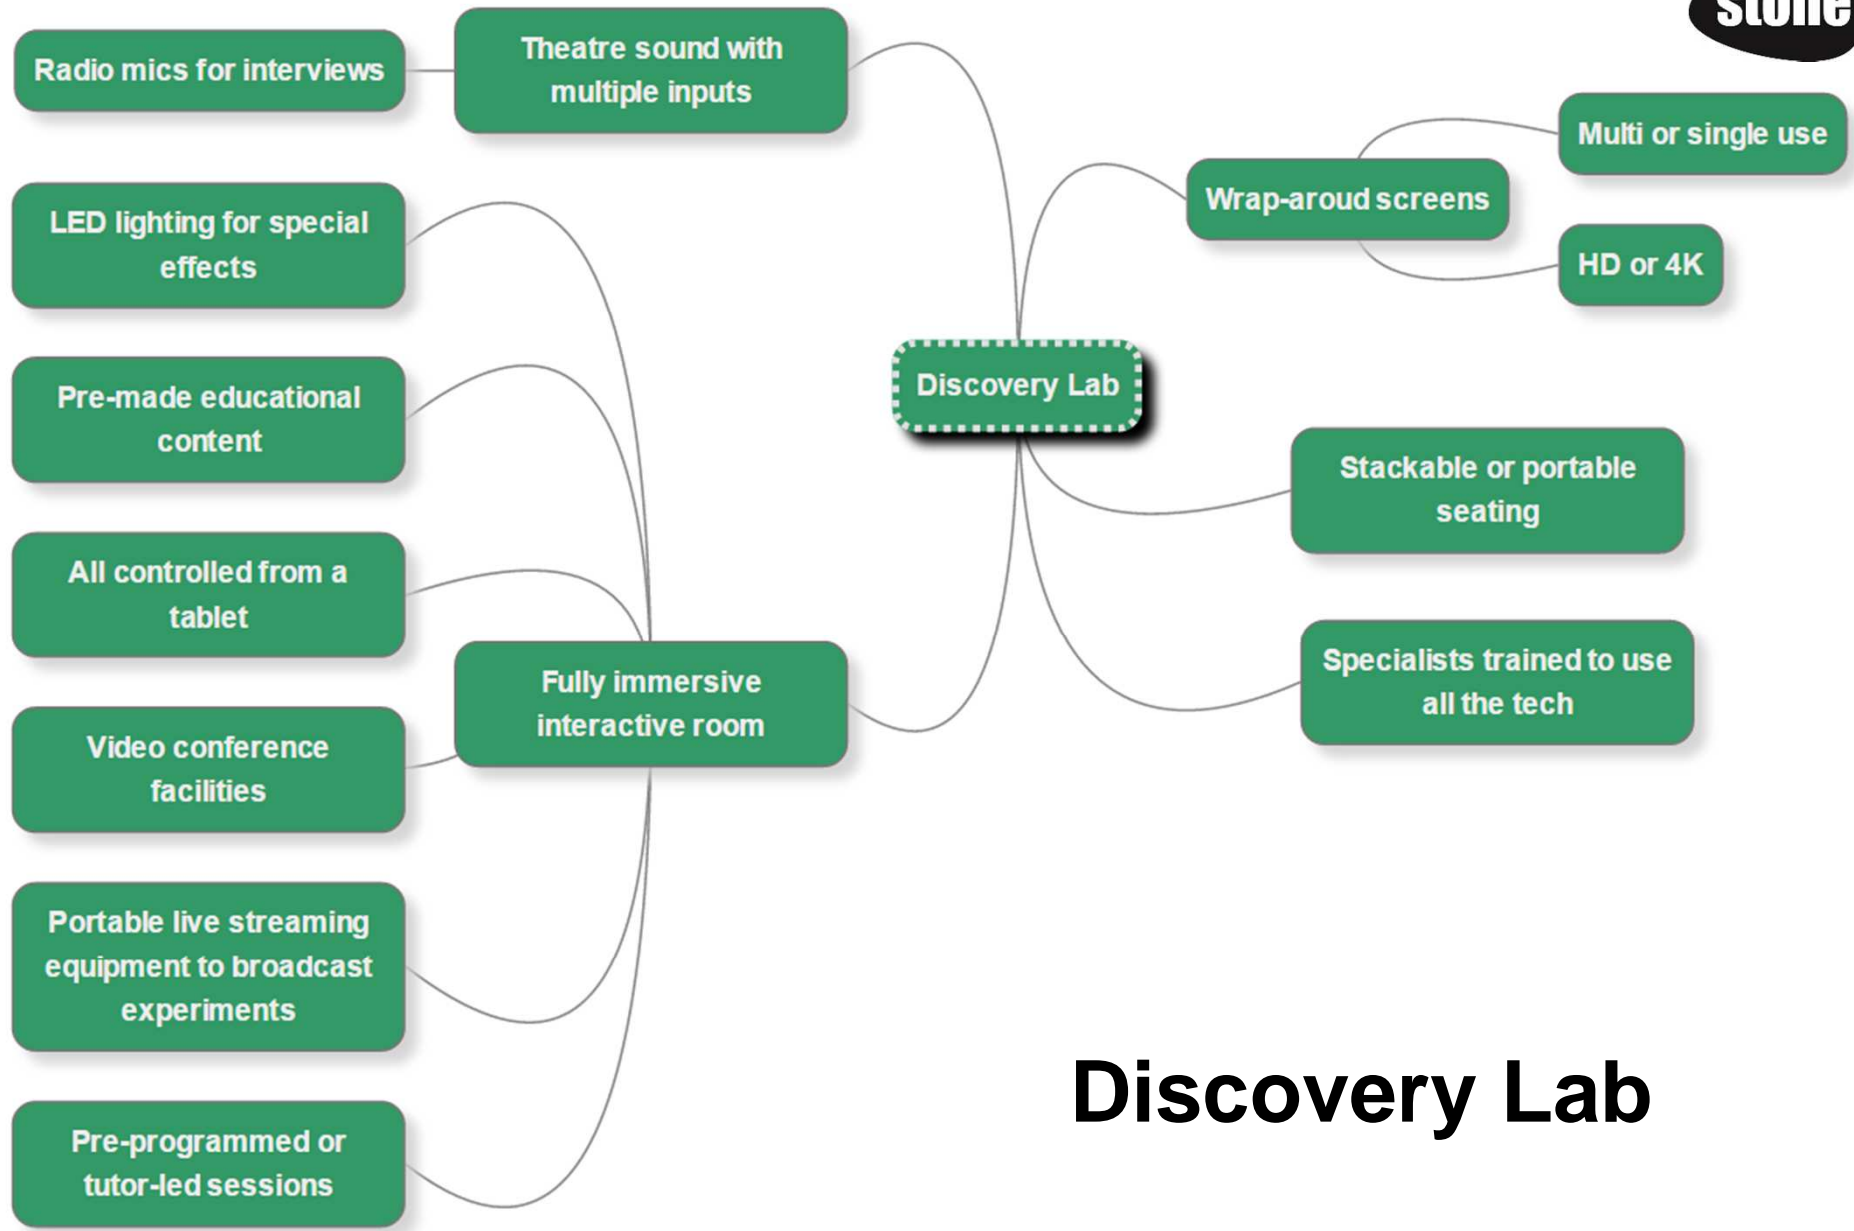 stone
Radio mics for interviews
Theatre sound with
multiple inputs
LED lighting for special
effects
Pre-made educational
content
All controlled from a
tablet
Video conference
facilities
Portable live streaming
equipment to broadcast
experiments
Pre-programmed or
tutor-led sessions
Fully immersive
interactive room
Discovery Lab
Wrap-aroud screens
Multi or single use
HD or 4K
Stackable or portable
seating
Specialists trained to use
all the tech
Discovery Lab